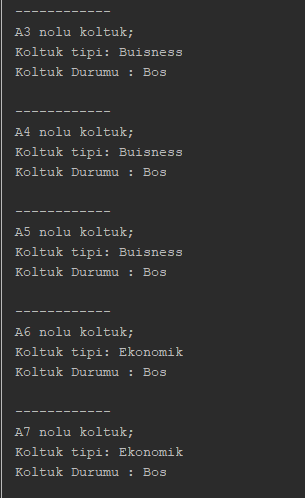 ------------
A3 nolu koltuk;
Koltuk tipi: Buisness
Koltuk Durumu : Bos
------------
A4 nolu koltuk;
Koltuk tipi: Buisness
Koltuk Durumu : Bos
------------
A5 nolu koltuk;
Koltuk tipi: Buisness
Koltuk Durumu : Bos
------------
A6 nolu koltuk;
Koltuk tipi: Ekonomik
Koltuk Durumu : Bos
------------
A7 nolu koltuk;
Koltuk tipi: Ekonomik
Koltuk Durumu : Bos